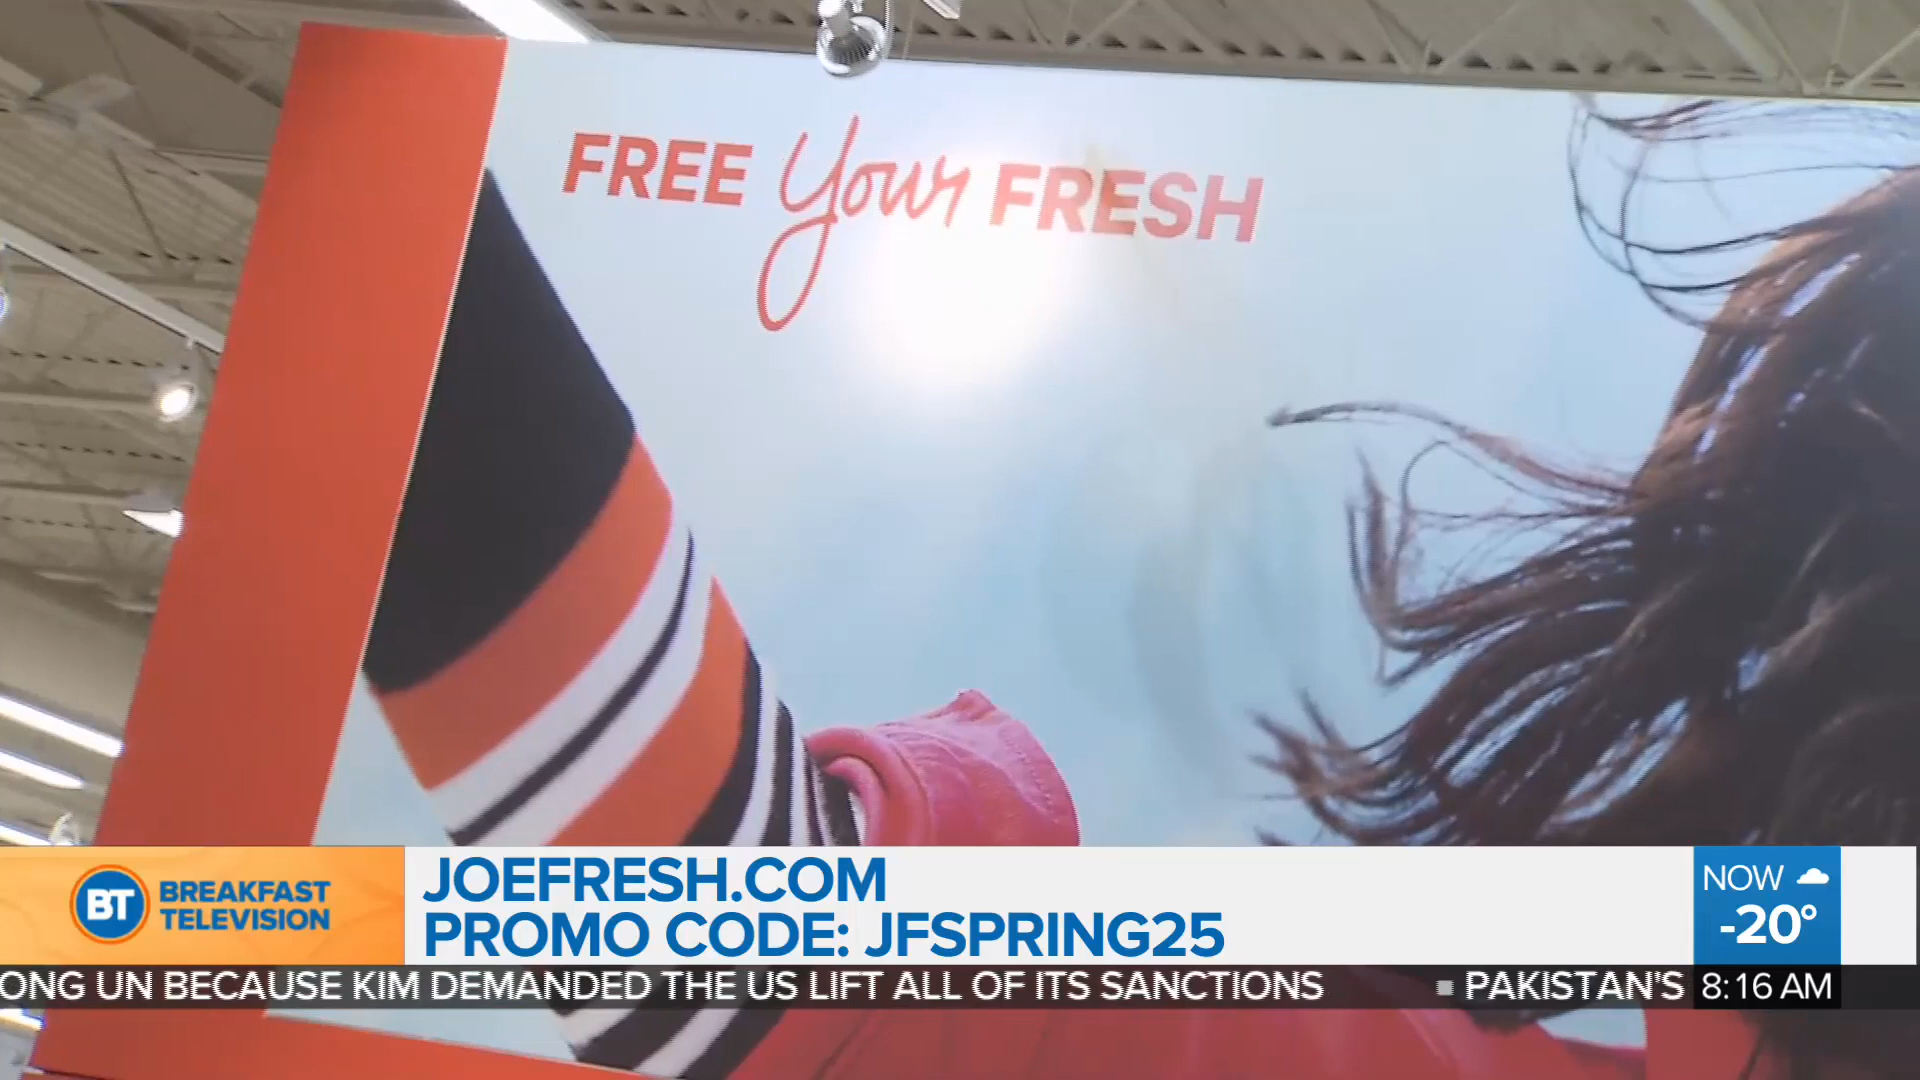 FREE Your FRESH
BT BREAKFAST TELEVISION
JOEFRESH.COM
PROMO CODE: JFSPRING25
NOW
-20°
ONG UN BECAUSE KIM DEMANDED THE US LIFT ALL OF ITS SANCTIONS ▪ PAKISTAN'S
8:16 AM